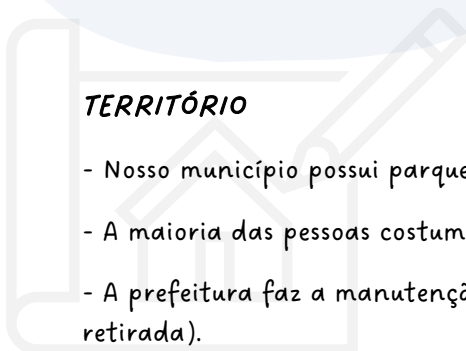 TERRITÓRIO
- Nosso município possui parque
- A maioria das pessoas costum
- A prefeitura faz a manutençã
retirada).